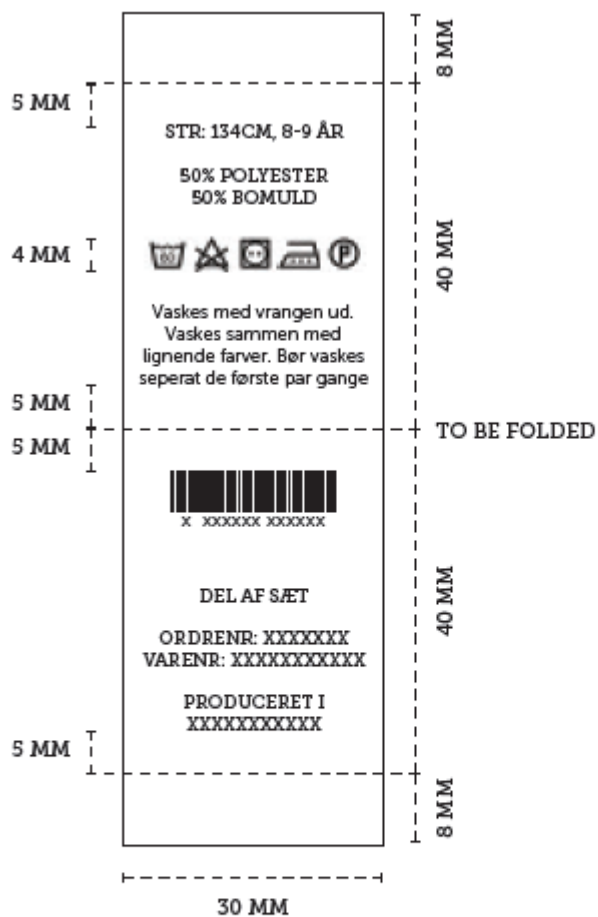 8 MM
5 MM
STR: 134CM, 8-9 ÅR
50% POLYESTER
50% BOMULD
4 MM
60
P
40 MM
Vaskes med vrangen ud.
Vaskes sammen med
lignende farver. Bør vaskes
seperat de første par gange
5 MM
TO BE FOLDED
5 MM
X XXXXXX XXXXXX
DEL AF SÆT
40 MM
ORDRENR: XXXXXXX
VARENR: XXXXXXXXXXX
PRODUCERET I
XXXXXXXXXXX
5 MM
8 MM
30 MM